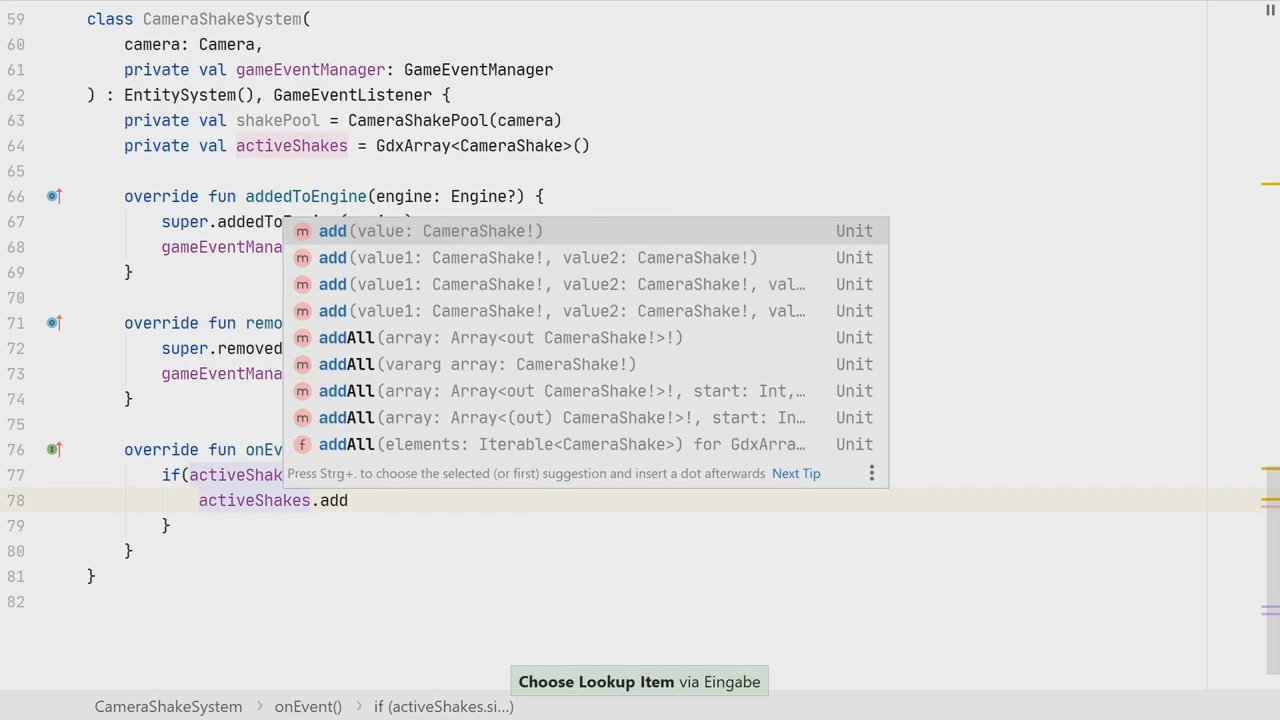 59 class CameraShakeSystem(
60 camera: Camera,
61 private val gameEventManager: GameEventManager
62 ) : EntitySystem(), GameEventListener {
63 private val shakePool = CameraShakePool(camera)
64 private val activeShakes = GdxArray<CameraShake>()
65
66 override fun addedToEngine(engine: Engine?) {
67 super.addedTo
68 gameEventMana
69 }
70
71 override fun remo
72 super.removed
73 gameEventMana
74 }
75
76 override fun onEv
77 if(activeShak
78 activeShakes.add
79 }
80 }
81 }
82
m add(value: CameraShake!) Unit
m add(value1: CameraShake!, value2: CameraShake!) Unit
m add(value1: CameraShake!, value2: CameraShake!, val… Unit
m add(value1: CameraShake!, value2: CameraShake!, val… Unit
m addAll(array: Array<out CameraShake!>!) Unit
m addAll(vararg array: CameraShake!) Unit
m addAll(array: Array<out CameraShake!>!, start: Int,… Unit
m addAll(array: Array<(out) CameraShake!>!, start: In… Unit
f addAll(elements: Iterable<CameraShake>) for GdxArra… Unit
Press Strg+. to choose the selected (or first) suggestion and insert a dot afterwards Next Tip
Choose Lookup Item via Eingabe
CameraShakeSystem > onEvent() > if (activeShakes.si…)